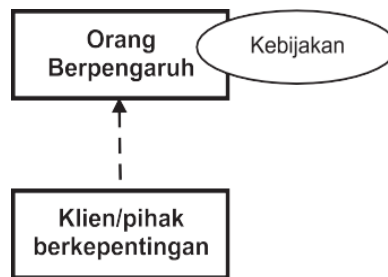 Orang
Berpengaruh
Kebijakan
Klien/pihak
berkepentingan